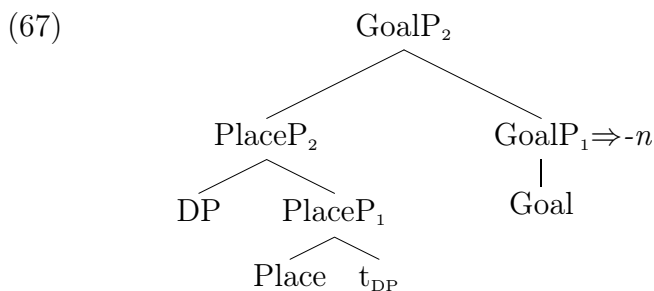 (67) GoalP₂
PlaceP₂ GoalP₁⇒-n
DP PlaceP₁ Goal
Place t_DP